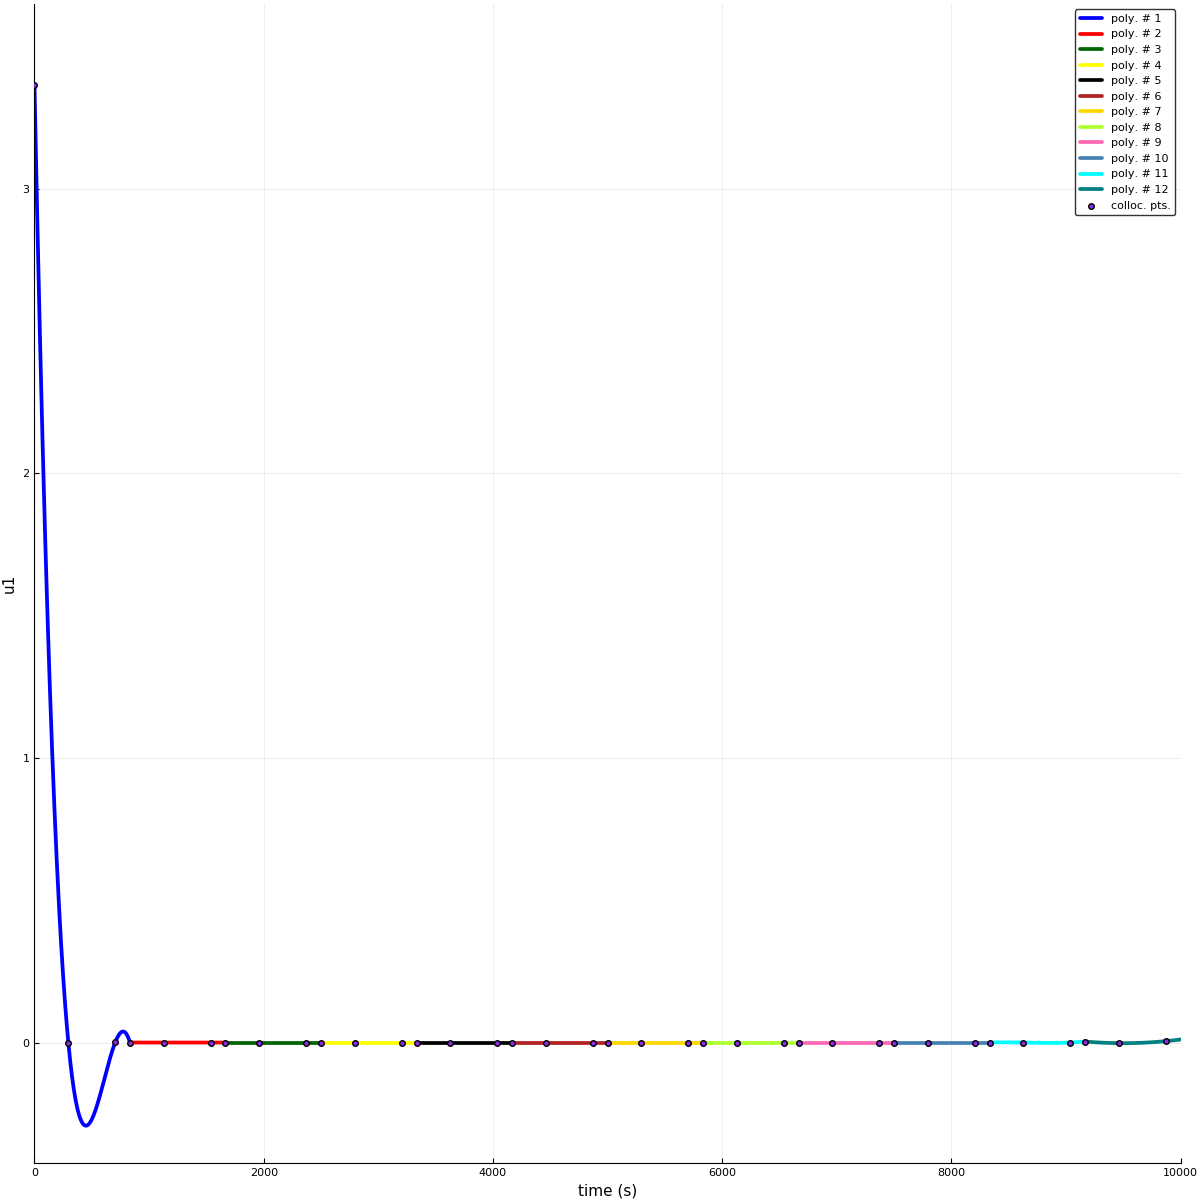 poly. # 1
poly. # 2
poly. # 3
poly. # 4
poly. # 5
poly. # 6
poly. # 7
poly. # 8
poly. # 9
poly. # 10
poly. # 11
poly. # 12
colloc. pts.
3
2
1
0
u1
0 2000 4000 6000 8000 10000
time (s)